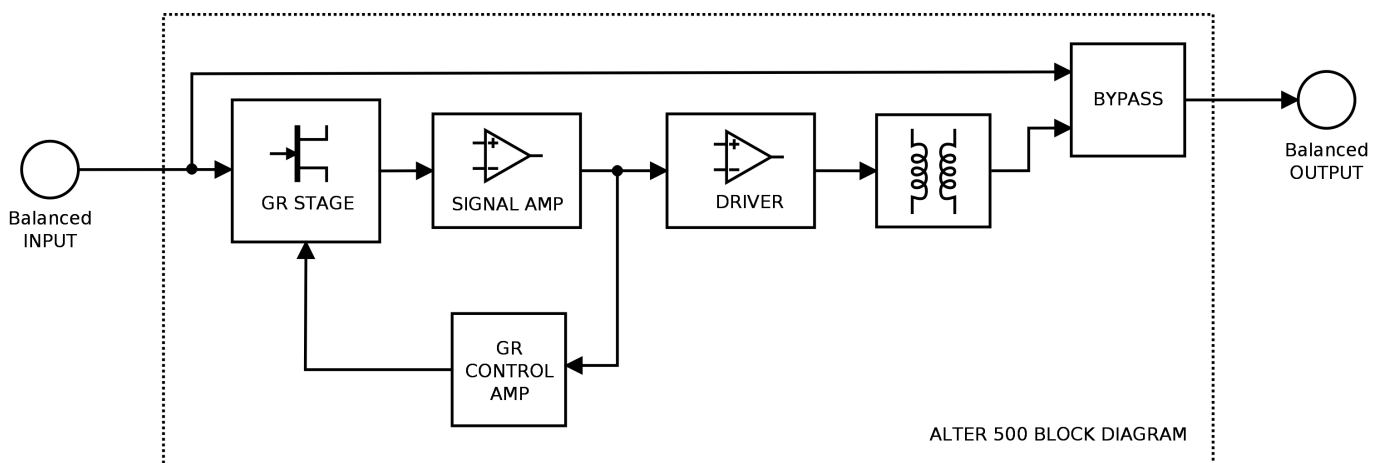 BYPASS
Balanced
OUTPUT
GR STAGE
SIGNAL AMP
DRIVER
Balanced
INPUT
GR
CONTROL
AMP
ALTER 500 BLOCK DIAGRAM